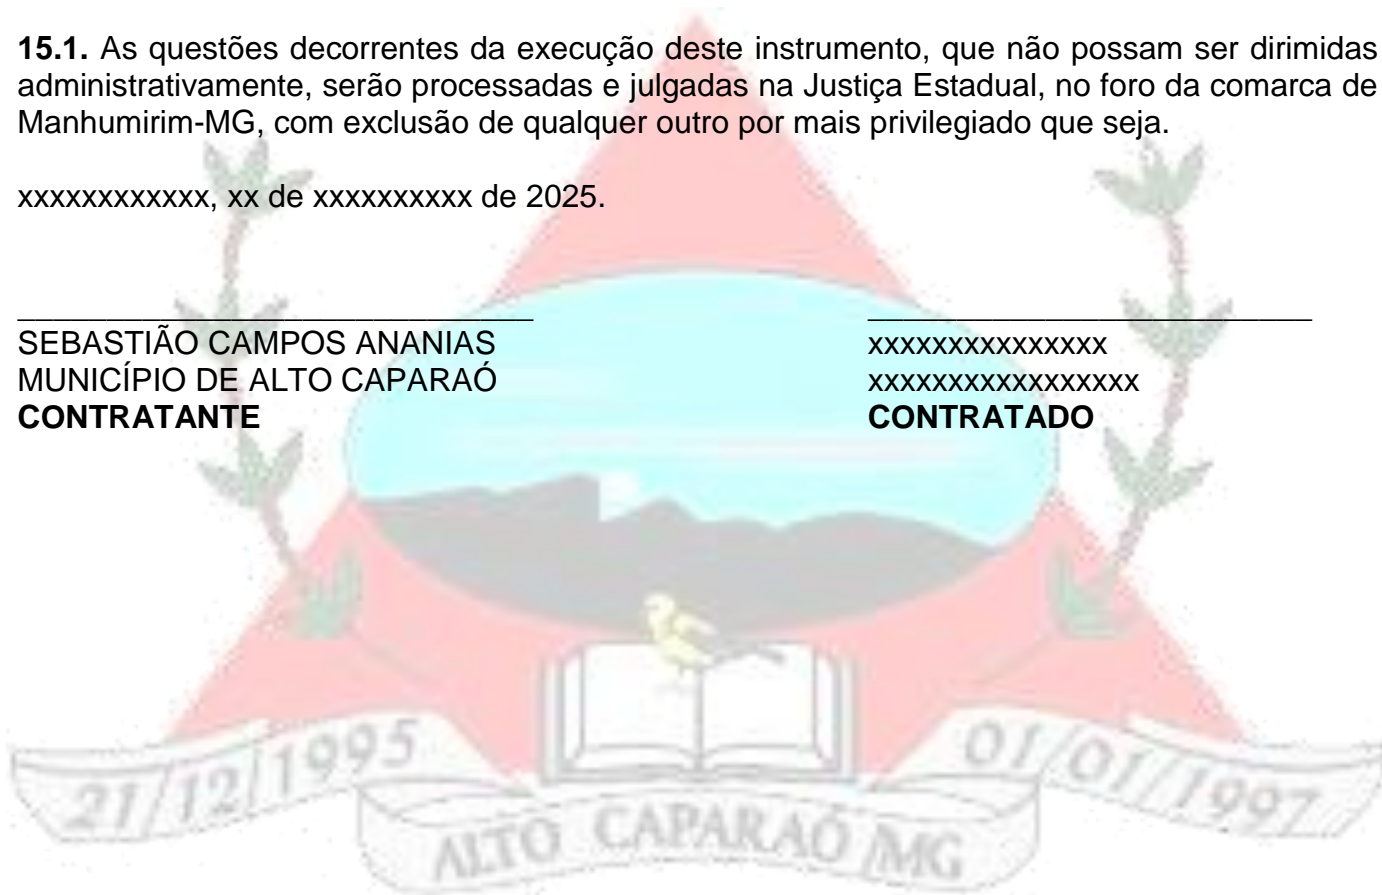 15.1. As questões decorrentes da execução deste instrumento, que não possam ser dirimidas
administrativamente, serão processadas e julgadas na Justiça Estadual, no foro da comarca de
Manhumirim-MG, com exclusão de qualquer outro por mais privilegiado que seja.
xxxxxxxxxxxx, xx de xxxxxxxxxx de 2025.
_____________________________ _________________________
SEBASTIÃO CAMPOS ANANIAS xxxxxxxxxxxxxxx
MUNICÍPIO DE ALTO CAPARAÓ xxxxxxxxxxxxxxxxx
CONTRATANTE CONTRATADO
21/12/1995 01/01/1997
ALTO CAPARAÓ MG